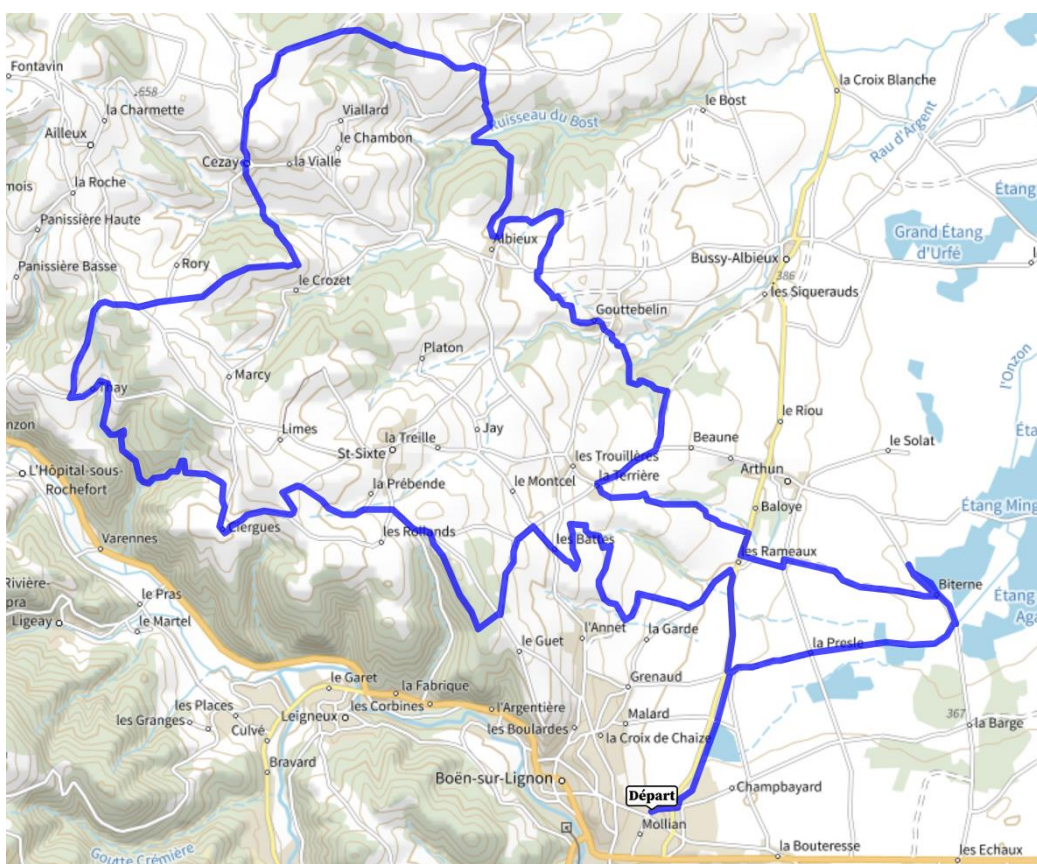 Fontavin
658
la Charmette
Viallard
le Bost
la Croix Blanche
Ailleux
le Chambon
Ruisseau du Bost
Rau d'Argent
Cezay
la Vialle
la Roche
mois
Étang
Panissière Haute
Albieux
Grand Étang
d'Urfé
Bussy-Albieux
Panissière Basse
Rory
386
le Crozet
les Siquerauds
Gouttebelin
l'Onzon
Platon
Marcy
Thay
le Riou
Limes
la Treille
Jay
Beaune
le Solat
St-Sixte
les Trouillères
Arthun
nzon
L'Hôpital-sous-
Rochefort
la Terrière
la Prébende
le Montcel
Baloye
Étang Ming
Clergues
les Rollands
les Battes
Varennes
les Rameaux
Rivière-
pra
le Pras
Biterne
Étang
Aga
Ligeay
le Martel
l'Annet
la Garde
le Guet
la Presle
le Garet
la Fabrique
Grenaud
les Places
les Corbines
l'Argentière
367
les Granges
Leigneux
Malard
la Barge
Culvé
les Boulardes
la Croix de Chaize
Bravard
Boën-sur-Lignon
Départ
Champbayard
Mollian
Goutte Crémière
la Bouteresse
les Echaux